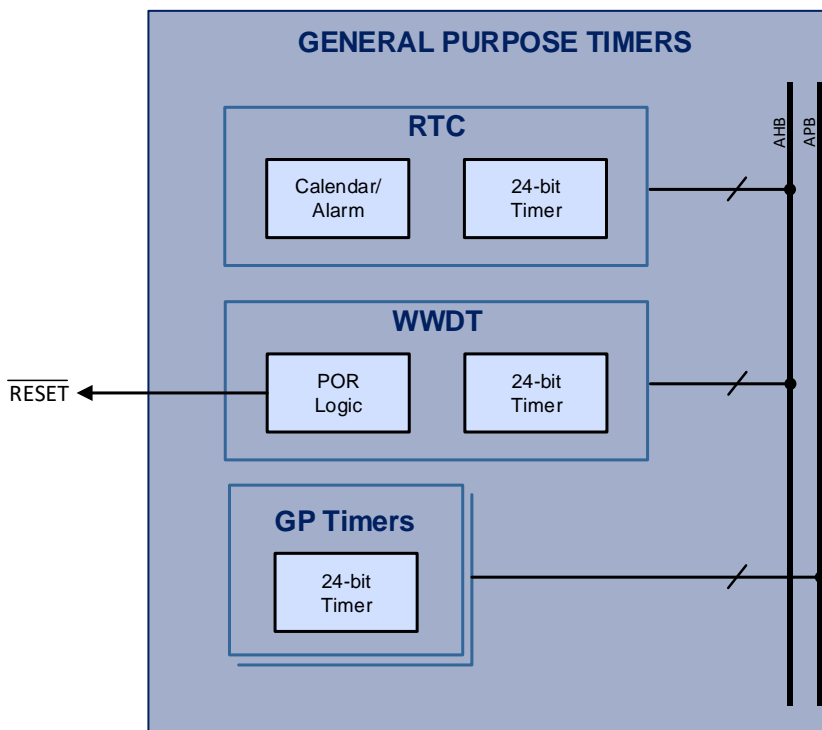 GENERAL PURPOSE TIMERS
AHB
APB
RTC
Calendar/
Alarm
24-bit
Timer
WWDT
RESET
POR
Logic
24-bit
Timer
GP Timers
24-bit
Timer